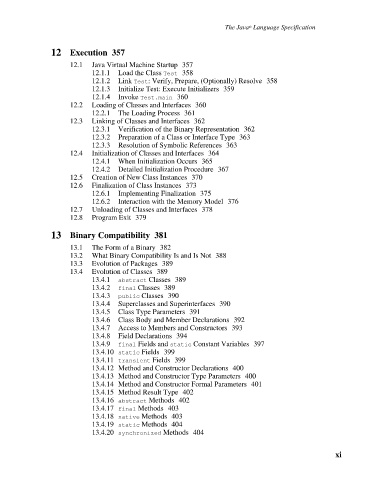 The Java® Language Specification
12 Execution 357
12.1 Java Virtual Machine Startup 357
12.1.1 Load the Class Test 358
12.1.2 Link Test: Verify, Prepare, (Optionally) Resolve 358
12.1.3 Initialize Test: Execute Initializers 359
12.1.4 Invoke Test.main 360
12.2 Loading of Classes and Interfaces 360
12.2.1 The Loading Process 361
12.3 Linking of Classes and Interfaces 362
12.3.1 Verification of the Binary Representation 362
12.3.2 Preparation of a Class or Interface Type 363
12.3.3 Resolution of Symbolic References 363
12.4 Initialization of Classes and Interfaces 364
12.4.1 When Initialization Occurs 365
12.4.2 Detailed Initialization Procedure 367
12.5 Creation of New Class Instances 370
12.6 Finalization of Class Instances 373
12.6.1 Implementing Finalization 375
12.6.2 Interaction with the Memory Model 376
12.7 Unloading of Classes and Interfaces 378
12.8 Program Exit 379
13 Binary Compatibility 381
13.1 The Form of a Binary 382
13.2 What Binary Compatibility Is and Is Not 388
13.3 Evolution of Packages 389
13.4 Evolution of Classes 389
13.4.1 abstract Classes 389
13.4.2 final Classes 389
13.4.3 public Classes 390
13.4.4 Superclasses and Superinterfaces 390
13.4.5 Class Type Parameters 391
13.4.6 Class Body and Member Declarations 392
13.4.7 Access to Members and Constructors 393
13.4.8 Field Declarations 394
13.4.9 final Fields and static Constant Variables 397
13.4.10 static Fields 399
13.4.11 transient Fields 399
13.4.12 Method and Constructor Declarations 400
13.4.13 Method and Constructor Type Parameters 400
13.4.14 Method and Constructor Formal Parameters 401
13.4.15 Method Result Type 402
13.4.16 abstract Methods 402
13.4.17 final Methods 403
13.4.18 native Methods 403
13.4.19 static Methods 404
13.4.20 synchronized Methods 404
xi